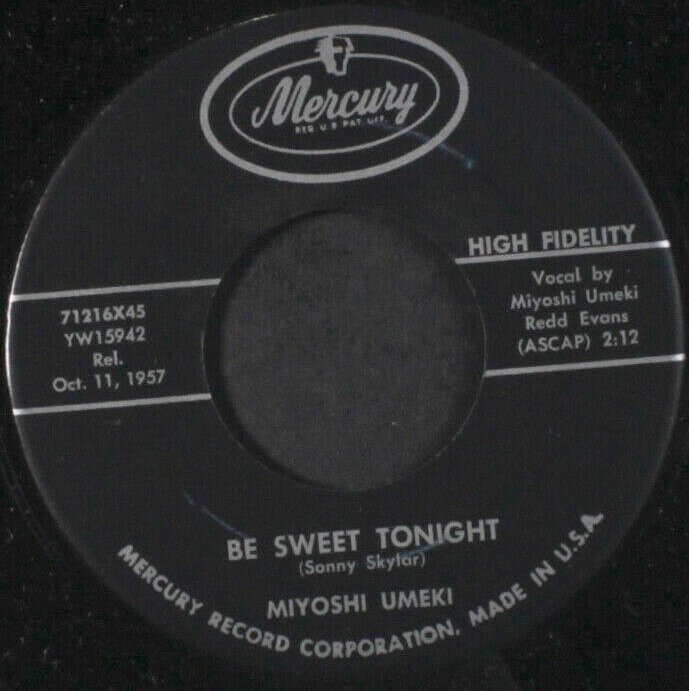 Mercury
REG. U.S. PAT. OFF.
HIGH FIDELITY
71216X45
YW15942
Rel.
Oct. 11, 1957
Vocal by
Miyoshi Umeki
Redd Evans
(ASCAP) 2:12
BE SWEET TONIGHT
(Sonny Skylar)
MIYOSHI UMEKI
MERCURY RECORD CORPORATION. MADE IN U.S.A.